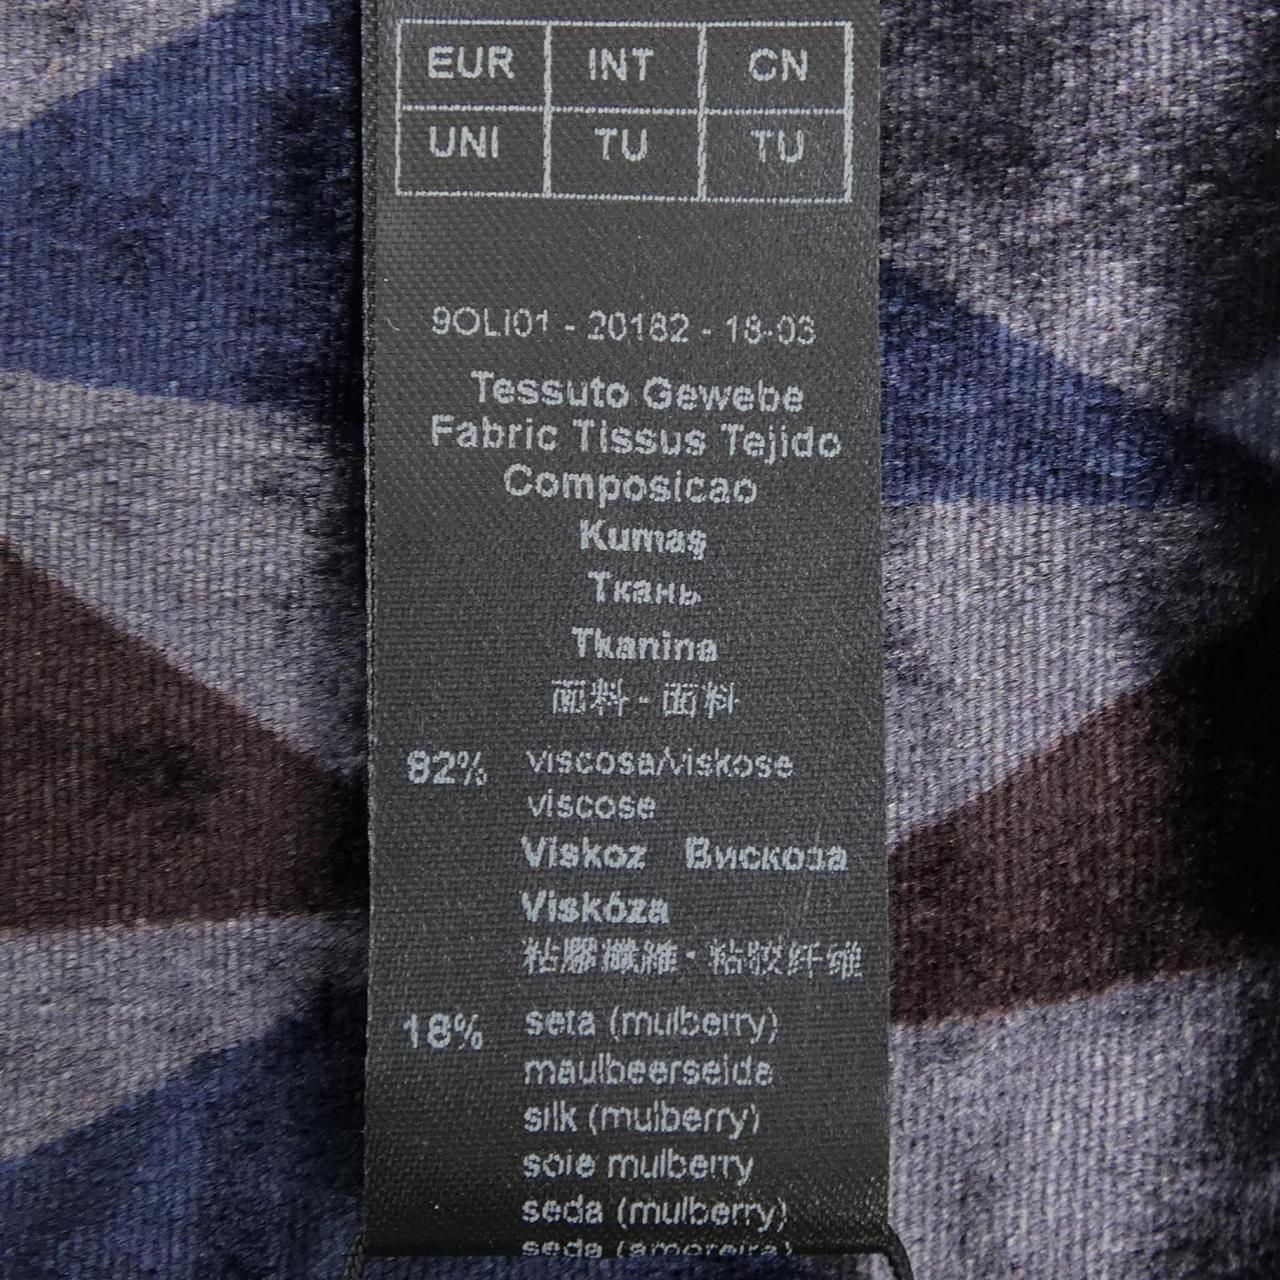 EUR INT CN
UNI TU TU
9OLI01 - 20182 - 18-03
Tessuto Gewebe
Fabric Tissus Tejido
Composicao
Kumaş
Ткань
Tkanina
面料 - 面料
82% viscosa/viskose
viscose
Viskoz Вискоза
Viskóza
粘膠纖維 · 粘胶纤维
18% seta (mulberry)
maulbeerseide
silk (mulberry)
soie mulberry
seda (mulberry)
seda (amoreira)